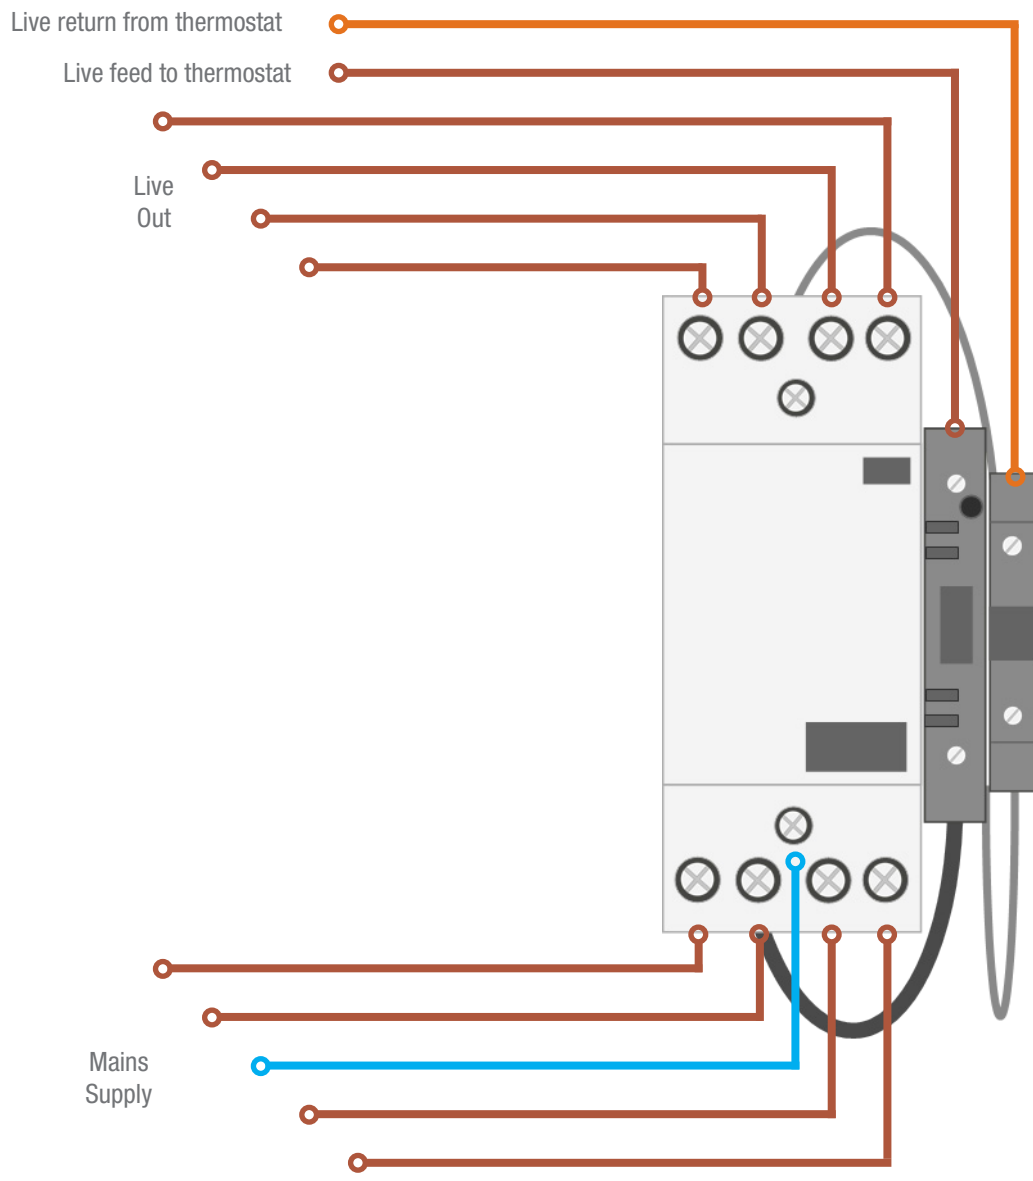 Live return from thermostat
Live feed to thermostat
Live
Out
Mains
Supply